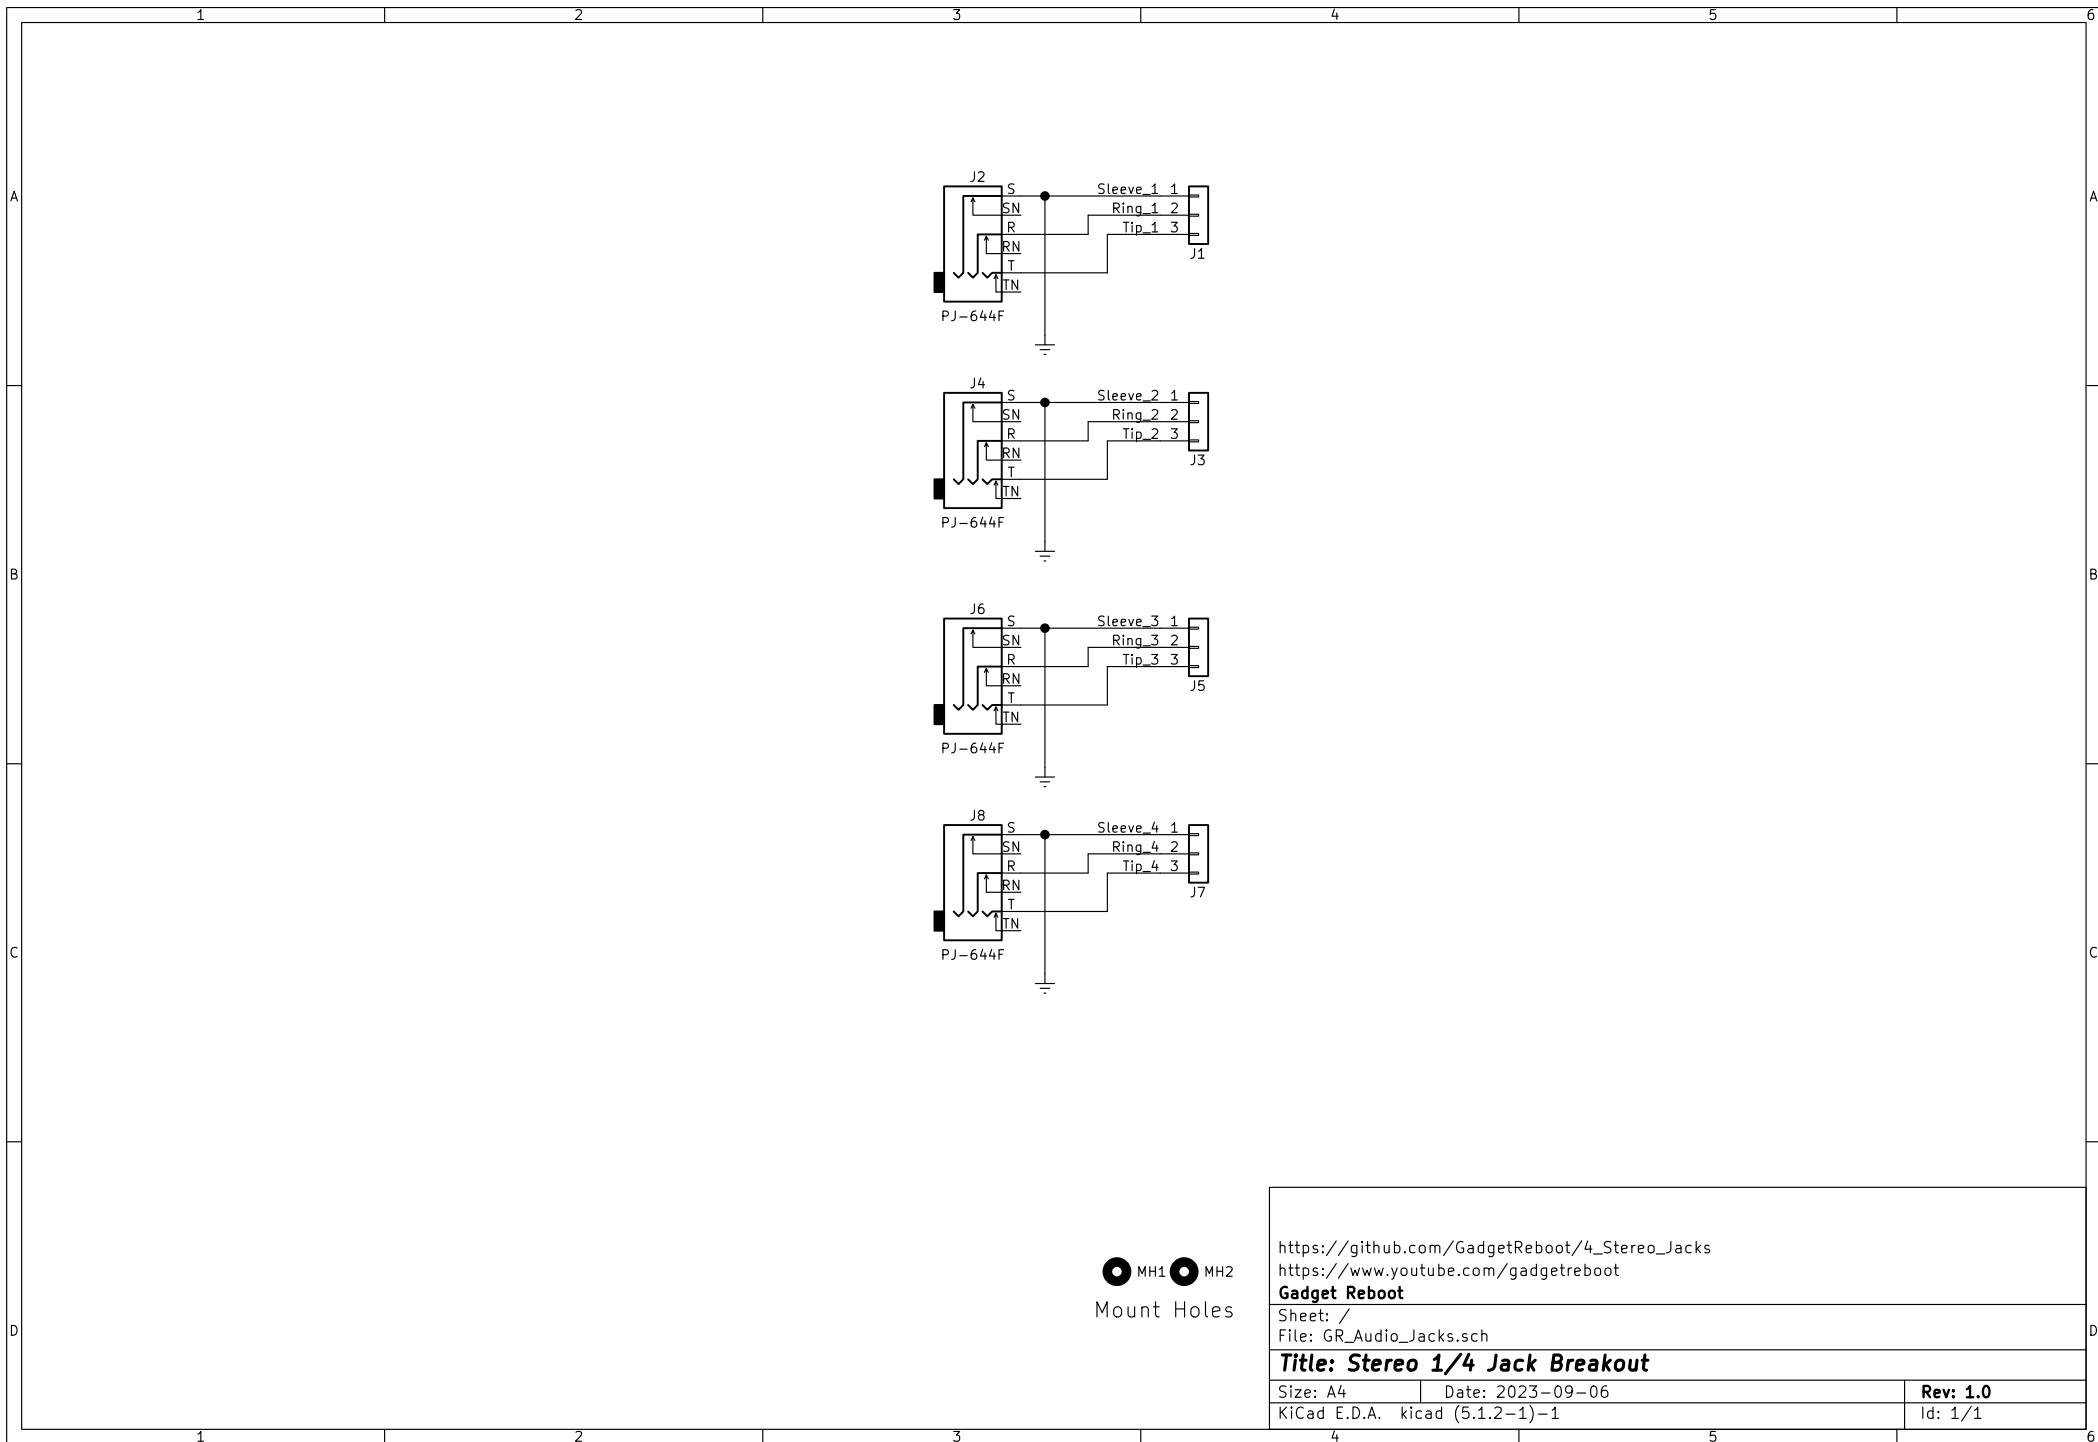 1 2 3 4 5 6
A A
J2
S Sleeve_1 1
SN Ring_1 2
R Tip_1 3
RN J1
T
TN
PJ-644F
J4
S Sleeve_2 1
SN Ring_2 2
R Tip_2 3
RN J3
T
TN
PJ-644F
B B
J6
S Sleeve_3 1
SN Ring_3 2
R Tip_3 3
RN J5
T
TN
PJ-644F
J8
S Sleeve_4 1
SN Ring_4 2
R Tip_4 3
RN J7
T
TN
PJ-644F
C C
MH1 MH2
Mount Holes
https://github.com/GadgetReboot/4_Stereo_Jacks
https://www.youtube.com/gadgetreboot
Gadget Reboot
Sheet: /
File: GR_Audio_Jacks.sch
D D
Title: Stereo 1/4 Jack Breakout
Size: A4 Date: 2023-09-06 Rev: 1.0
KiCad E.D.A. kicad (5.1.2-1)-1 Id: 1/1
1 2 3 4 5 6